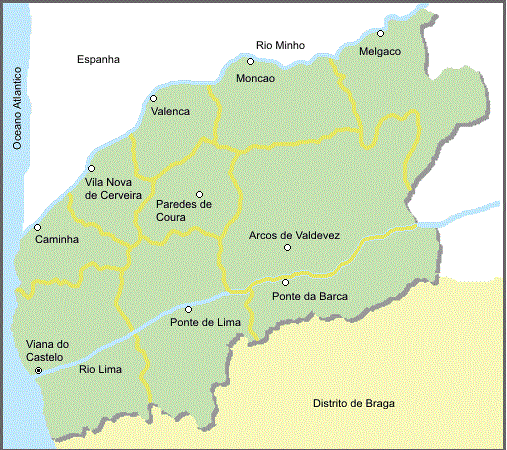 Melgaco
Rio Minho
Espanha
Moncao
Oceano Atlantico
Valenca
Vila Nova
de Cerveira
Paredes de
Coura
Caminha
Arcos de Valdevez
Ponte da Barca
Ponte de Lima
Viana do
Castelo
Rio Lima
Distrito de Braga